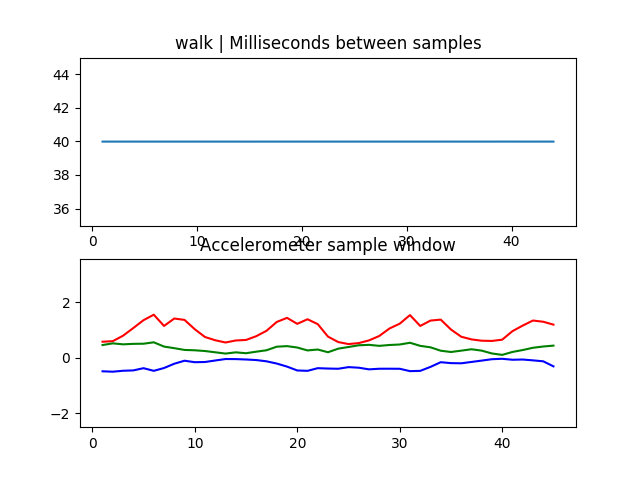 walk | Milliseconds between samples
44
42
40
38
36
0 10 20 30 40
Accelerometer sample window
2
0
−2
0 10 20 30 40